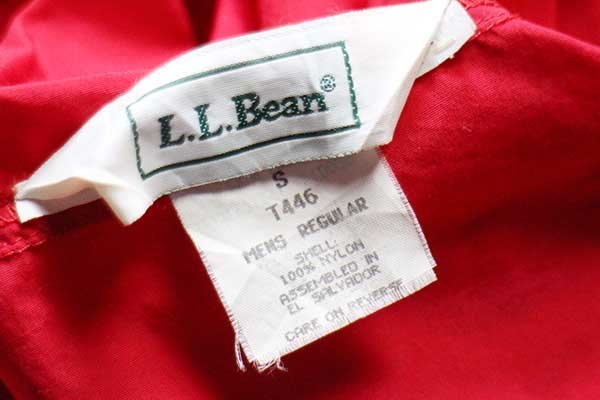 L.L.Bean®
S
T446
MENS REGULAR
SHELL:
100% NYLON
ASSEMBLED IN
EL SALVADOR
CARE ON REVERSE